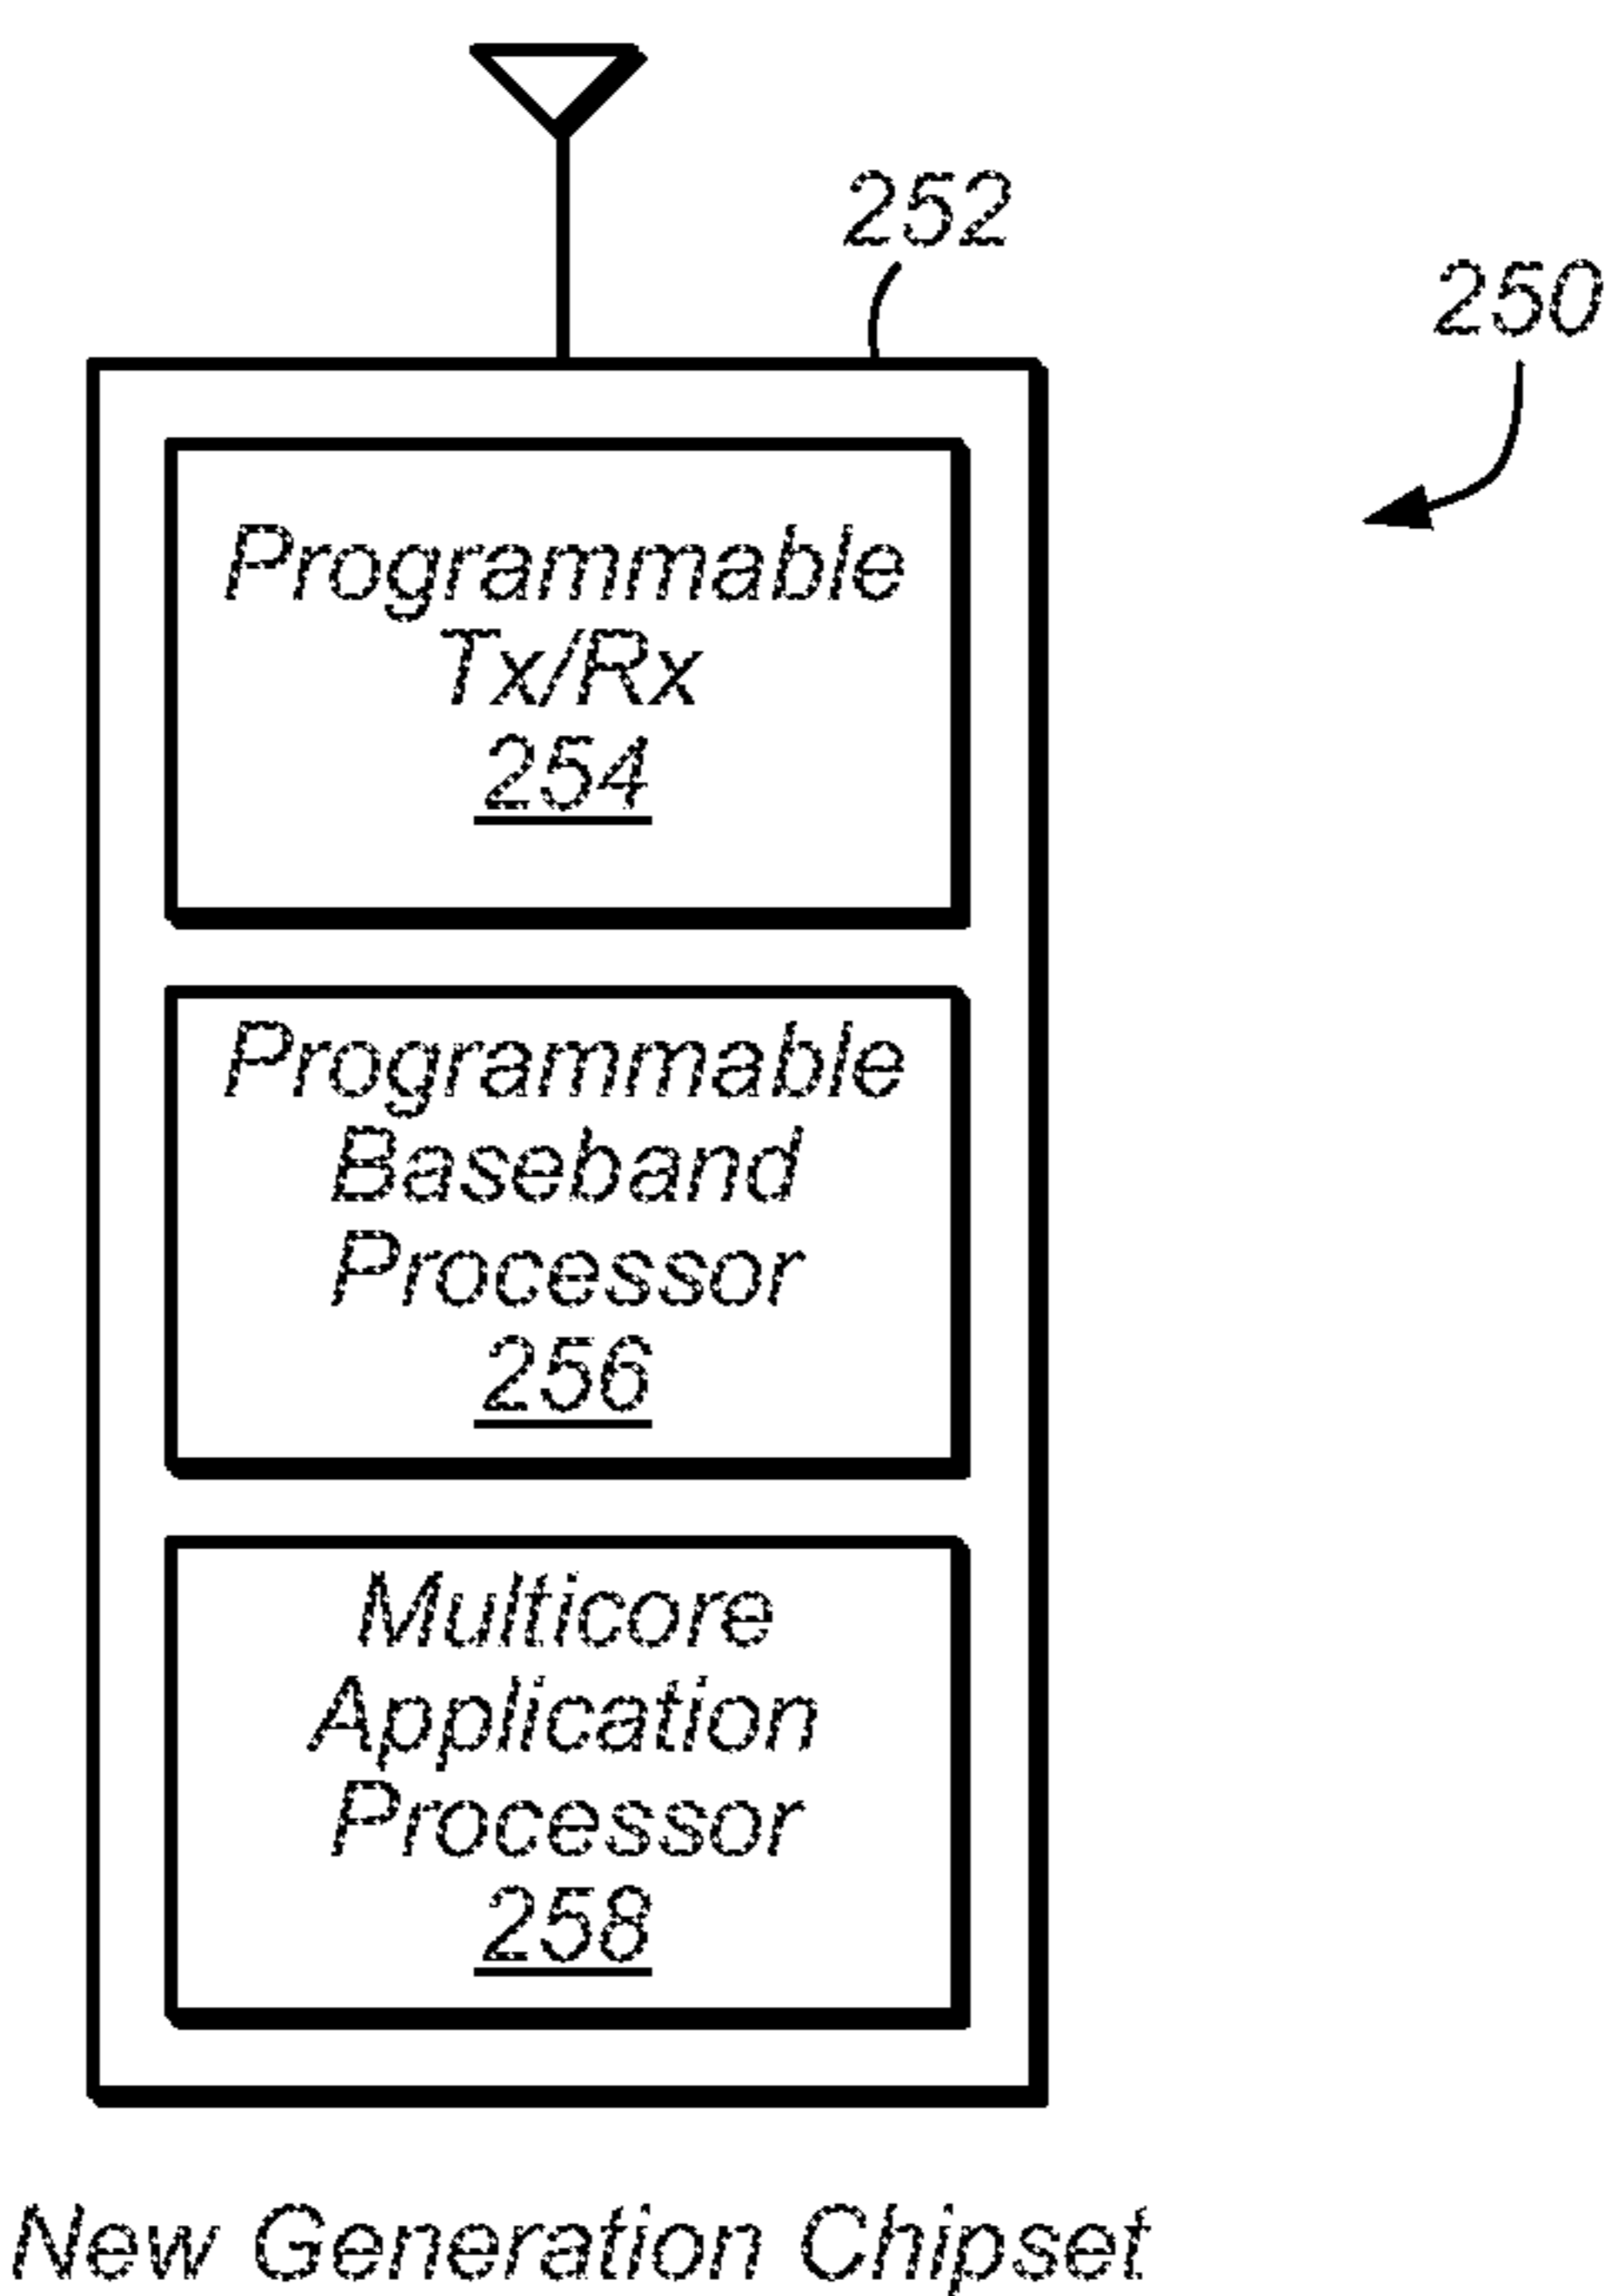 252
250
Programmable
Tx/Rx
254
Programmable
Baseband
Processor
256
Multicore
Application
Processor
258
New Generation Chipset